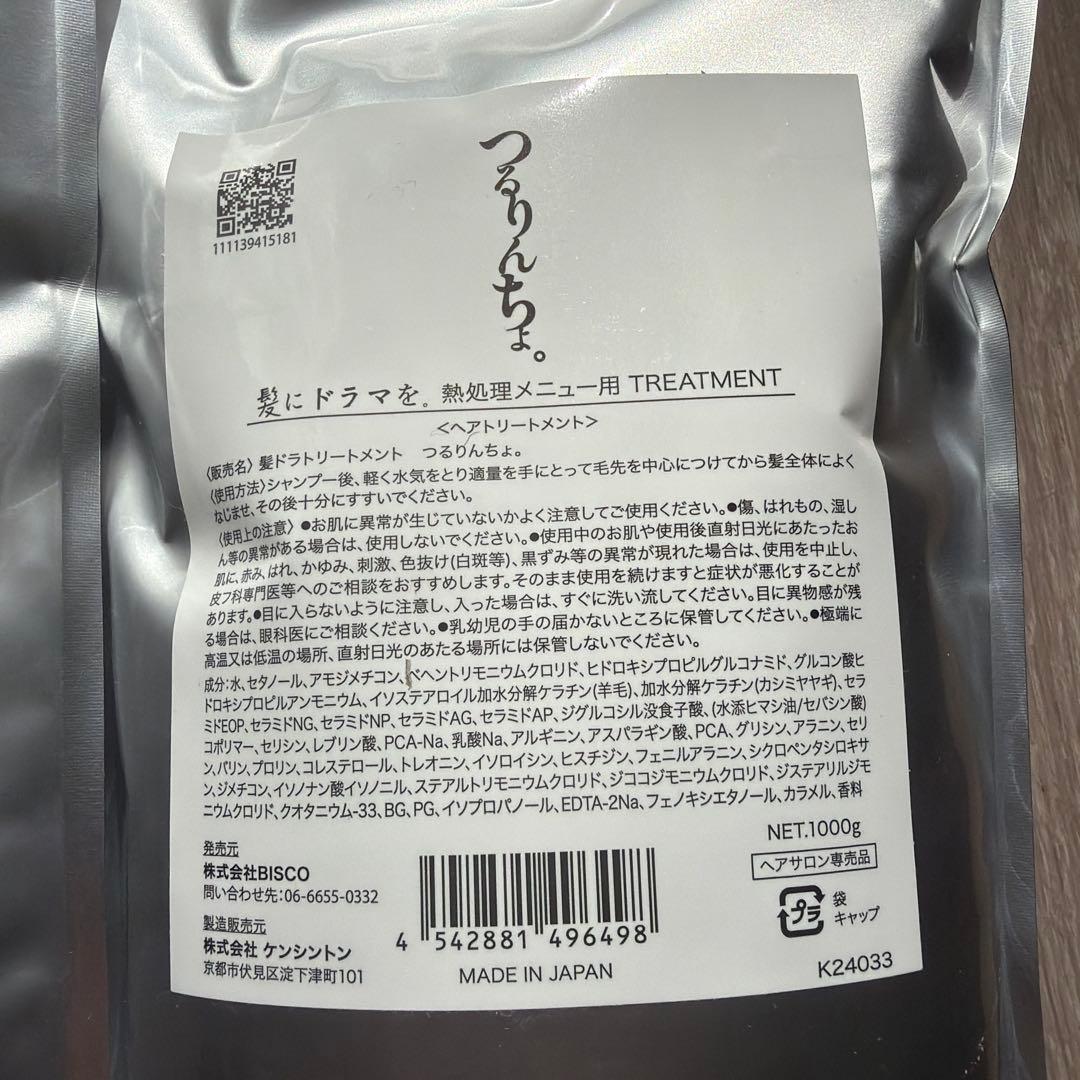 111139415181
つるりんちょ。
髪にドラマを。熱処理メニュー用 TREATMENT
<ヘアトリートメント>
〈販売名〉髪ドラトリートメント つるりんちょ。
〈使用方法〉シャンプー後、軽く水気をとり適量を手にとって毛先を中心につけてから髪全体によく
なじませ、その後十分にすすいでください。
〈使用上の注意〉●お肌に異常が生じていないかよく注意してご使用ください。●傷、はれもの、湿し
ん等の異常がある場合は、使用しないでください。●使用中のお肌や使用後直射日光にあたったお
肌に、赤み、はれ、かゆみ、刺激、色抜け(白斑等)、黒ずみ等の異常が現れた場合は、使用を中止し、
皮フ科専門医等へのご相談をおすすめします。そのまま使用を続けますと症状が悪化することが
あります。●目に入らないように注意し、入った場合は、すぐに洗い流してください。目に異物感が残
る場合は、眼科医にご相談ください。●乳幼児の手の届かないところに保管してください。●極端に
高温又は低温の場所、直射日光のあたる場所には保管しないでください。
成分:水、セタノール、アモジメチコン、ベヘントリモニウムクロリド、ヒドロキシプロピルグルコナミド、グルコン酸ヒ
ドロキシプロピルアンモニウム、イソステアロイル加水分解ケラチン(羊毛)、加水分解ケラチン(カシミヤヤギ)、セラ
ミドEOP、セラミドNG、セラミドNP、セラミドAG、セラミドAP、ジグルコシル没食子酸、(水添ヒマシ油/セバシン酸)
コポリマー、セリシン、レブリン酸、PCA-Na、乳酸Na、アルギニン、アスパラギン酸、PCA、グリシン、アラニン、セリ
ン、バリン、プロリン、コレステロール、トレオニン、イソロイシン、ヒスチジン、フェニルアラニン、シクロペンタシロキサ
ン、ジメチコン、イソノナン酸イソノニル、ステアルトリモニウムクロリド、ジココジモニウムクロリド、ジステアリルジモ
ニウムクロリド、クオタニウム-33、BG、PG、イソプロパノール、EDTA-2Na、フェノキシエタノール、カラメル、香料
NET.1000g
ヘアサロン専売品
発売元
株式会社BISCO
問い合わせ先:06-6655-0332
製造販売元
株式会社 ケンシントン
京都市伏見区淀下津町101
4 542881 496498
MADE IN JAPAN
プラ
袋
キャップ
K24033